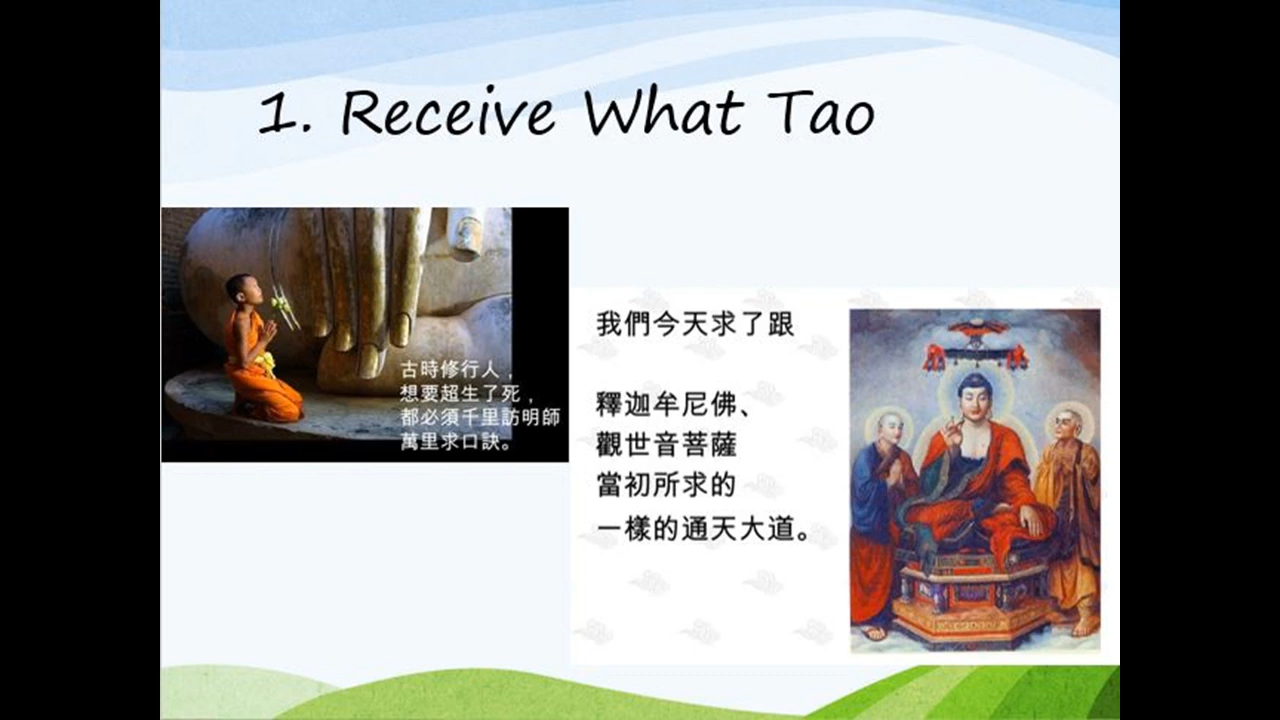 1. Receive What Tao
古時修行人，
想要超生了死，
都必須千里訪明師
萬里求口訣。
我們今天求了跟
釋迦牟尼佛、
觀世音菩薩
當初所求的
一樣的通天大道。